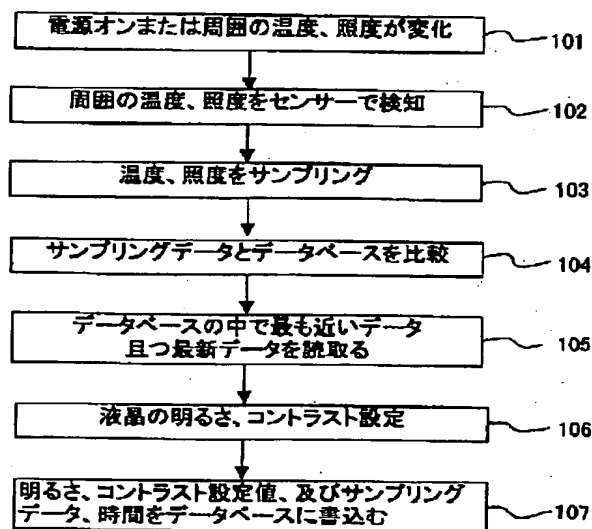 電源オンまたは周囲の温度、照度が変化
101
周囲の温度、照度をセンサーで検知
102
温度、照度をサンプリング
103
サンプリングデータとデータベースを比較
104
データベースの中で最も近いデータ
且つ最新データを読取る
105
液晶の明るさ、コントラスト設定
106
明るさ、コントラスト設定値、及びサンプリング
データ、時間をデータベースに書込む
107